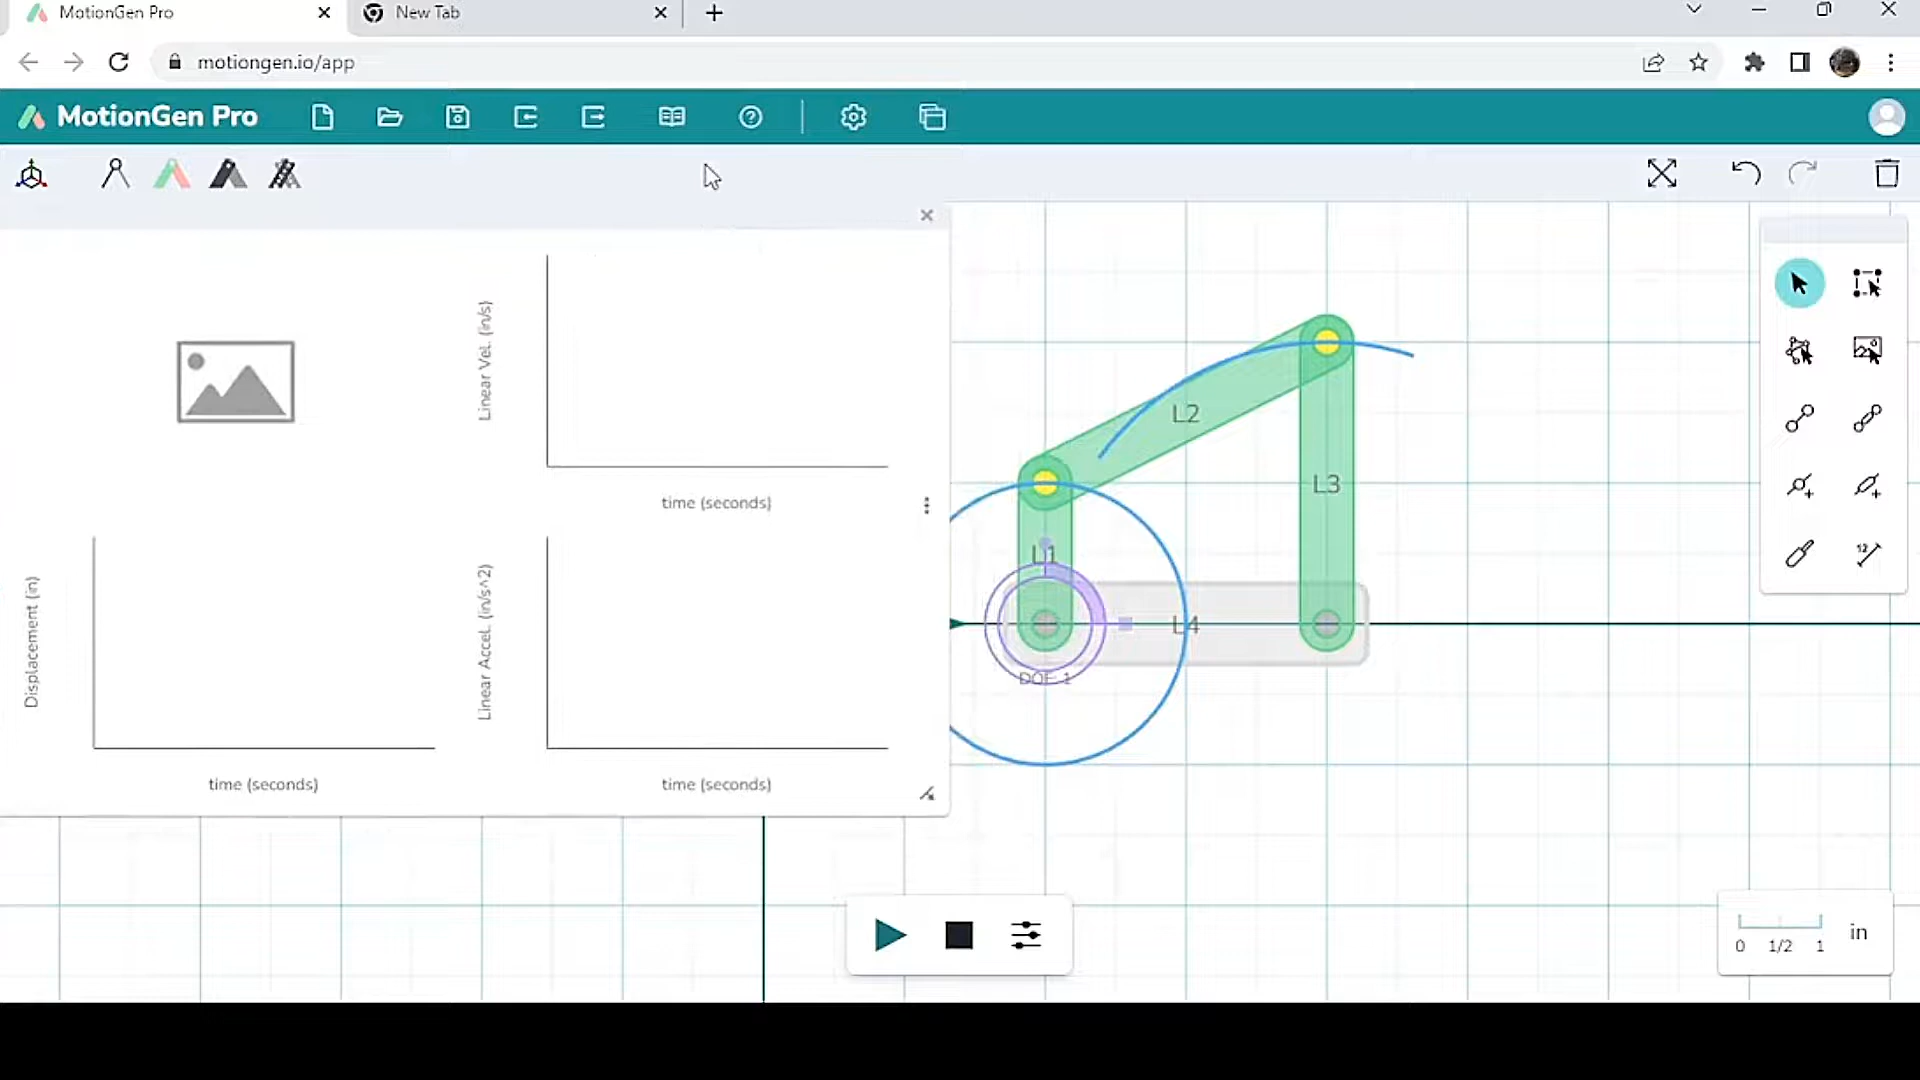 MotionGen Pro
New Tab
motiongen.io/app
MotionGen Pro
Linear Vel. (in/s)
time (seconds)
Displacement (in)
time (seconds)
Linear Accel. (in/s^2)
time (seconds)
L2
L3
L1
L4
DOF: 1
12
0 1/2 1 in